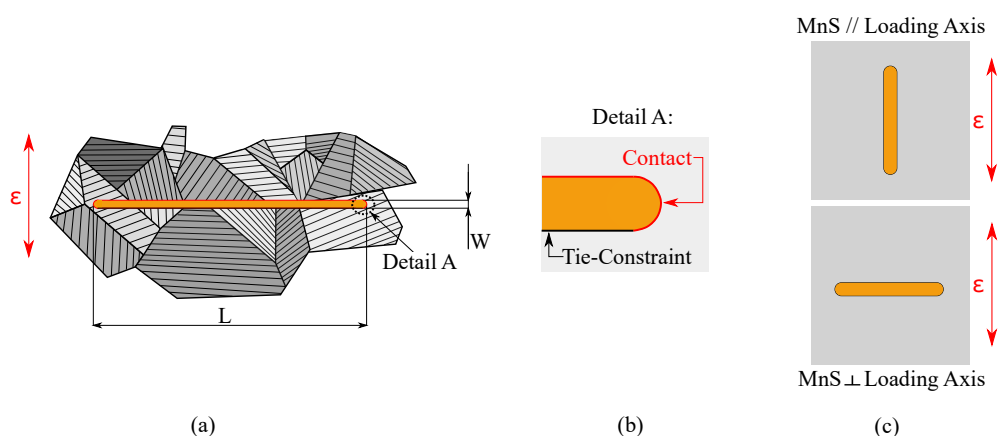 MnS // Loading Axis
Detail A:
Contact
ε
ε
W
Detail A
Tie-Constraint
L
ε
MnS ⊥ Loading Axis
(a)
(b)
(c)